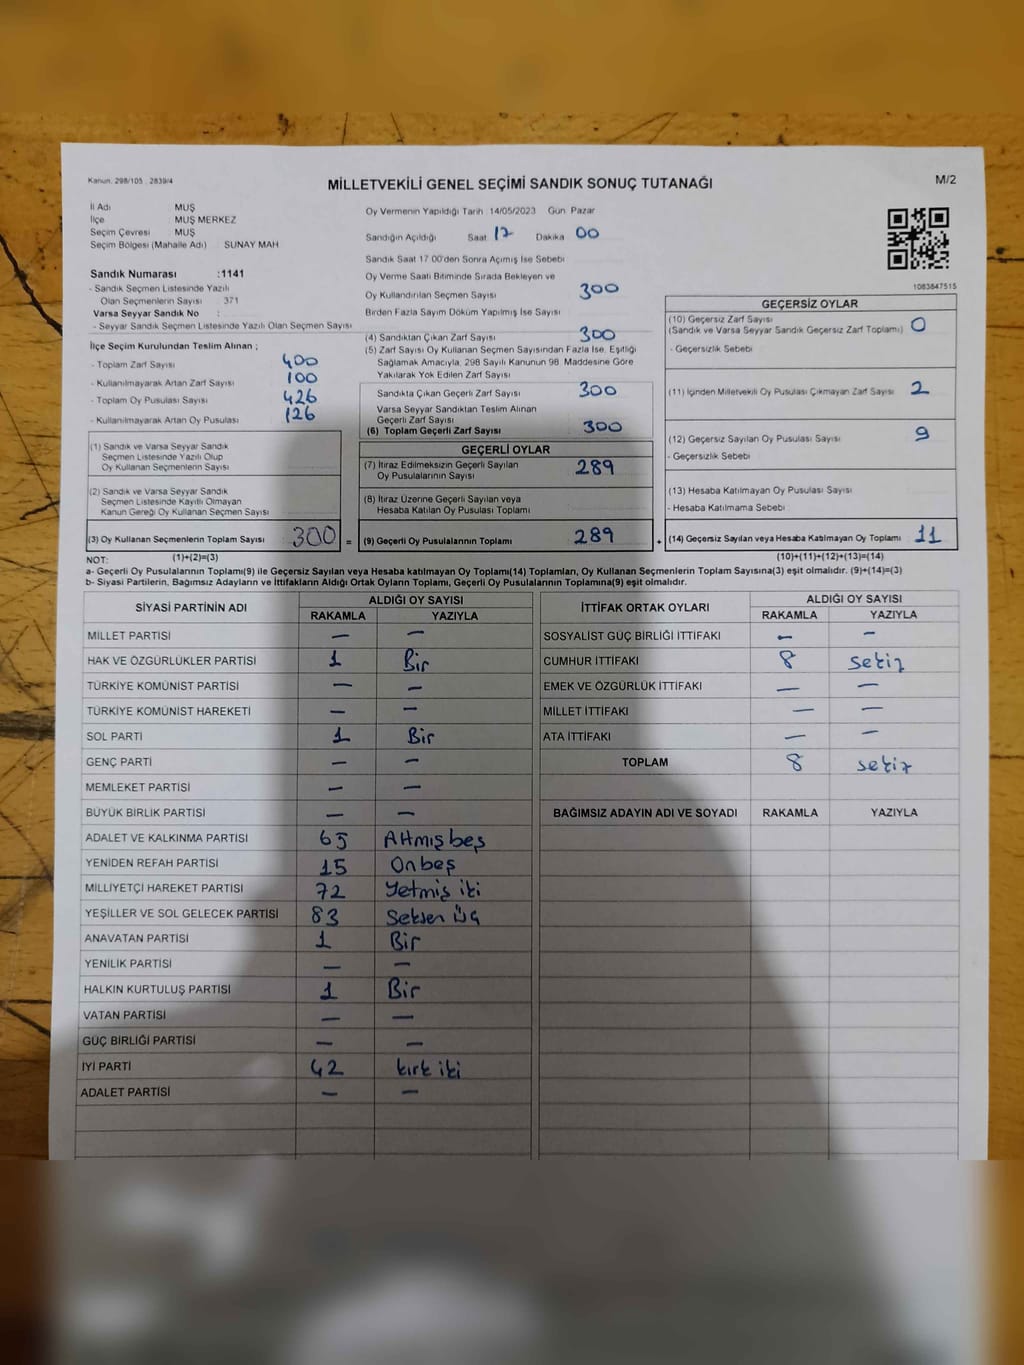 Kanun: 298/105 , 2839/4
MİLLETVEKİLİ GENEL SEÇİMİ SANDIK SONUÇ TUTANAĞI
M/2
İl Adı MUŞ
İlçe MUŞ MERKEZ
Seçim Çevresi : MUŞ
Seçim Bölgesi (Mahalle Adı) SUNAY MAH
Sandık Numarası :1141
- Sandık Seçmen Listesinde Yazılı
Olan Seçmenlerin Sayısı 371
Varsa Seyyar Sandık No :
- Seyyar Sandık Seçmen Listesinde Yazılı Olan Seçmen Sayısı
İlçe Seçim Kurulundan Teslim Alınan ;
- Toplam Zarf Sayısı 400
- Kullanılmayarak Artan Zarf Sayısı 100
- Toplam Oy Pusulası Sayısı 426
- Kullanılmayarak Artan Oy Pusulası 126
(1) Sandık ve Varsa Seyyar Sandık
Seçmen Listesinde Yazılı Olup
Oy Kullanan Seçmenlerin Sayısı
(2) Sandık ve Varsa Seyyar Sandık
Seçmen Listesinde Kayıtlı Olmayan
Kanun Gereği Oy Kullanan Seçmen Sayısı
(3) Oy Kullanan Seçmenlerin Toplam Sayısı 300 =
(1)+(2)=(3)
Oy Vermenin Yapıldığı Tarih : 14/05/2023 Gün Pazar
Sandığın Açıldığı Saat 17 Dakika 00
Sandık Saat 17 00'den Sonra Açımış İse Sebebi
Oy Verme Saati Bitiminde Sırada Bekleyen ve
Oy Kullandırılan Seçmen Sayısı 300
Birden Fazla Sayım Döküm Yapılmış İse Sayısı
(4) Sandıktan Çıkan Zarf Sayısı 300
(5) Zarf Sayısı Oy Kullanan Seçmen Sayısından Fazla İse, Eşitliği
Sağlamak Amacıyla, 298 Sayılı Kanunun 98. Maddesine Göre
Yakılarak Yok Edilen Zarf Sayısı
Sandıkta Çıkan Geçerli Zarf Sayısı 300
Varsa Seyyar Sandıktan Teslim Alınan
Geçerli Zarf Sayısı
(6) Toplam Geçerli Zarf Sayısı 300
GEÇERLİ OYLAR
(7) İtiraz Edilmeksizin Geçerli Sayılan
Oy Pusulalarının Sayısı 289
(8) İtiraz Üzerine Geçerli Sayılan veya
Hesaba Katılan Oy Pusulası Toplamı
(9) Geçerli Oy Pusulalarının Toplamı 289 +
1083847515
GEÇERSİZ OYLAR
(10) Geçersiz Zarf Sayısı
(Sandık ve Varsa Seyyar Sandık Geçersiz Zarf Toplamı) 0
- Geçersizlik Sebebi
(11) İçinden Milletvekili Oy Pusulası Çıkmayan Zarf Sayısı 2
(12) Geçersiz Sayılan Oy Pusulası Sayısı 9
- Geçersizlik Sebebi
(13) Hesaba Katılmayan Oy Pusulası Sayısı
- Hesaba Katılmama Sebebi
(14) Geçersiz Sayılan veya Hesaba Katılmayan Oy Toplamı 11
(10)+(11)+(12)+(13)=(14)
NOT:
a- Geçerli Oy Pusulalarının Toplamı(9) ile Geçersiz Sayılan veya Hesaba katılmayan Oy Toplamı(14) Toplamları, Oy Kullanan Seçmenlerin Toplam Sayısına(3) eşit olmalıdır. (9)+(14)=(3)
b- Siyasi Partilerin, Bağımsız Adayların ve İttifakların Aldığı Ortak Oyların Toplamı, Geçerli Oy Pusulalarının Toplamına(9) eşit olmalıdır.
SİYASİ PARTİNİN ADI ALDIĞI OY SAYISI
RAKAMLA YAZIYLA
MİLLET PARTİSİ — —
HAK VE ÖZGÜRLÜKLER PARTİSİ 1 Bir
TÜRKİYE KOMÜNİST PARTİSİ — —
TÜRKİYE KOMÜNİST HAREKETİ — —
SOL PARTİ 1 Bir
GENÇ PARTİ — —
MEMLEKET PARTİSİ — —
BÜYÜK BİRLİK PARTİSİ — —
ADALET VE KALKINMA PARTİSİ 65 Altmış beş
YENİDEN REFAH PARTİSİ 15 Onbeş
MİLLİYETÇİ HAREKET PARTİSİ 72 Yetmiş iki
YEŞİLLER VE SOL GELECEK PARTİSİ 83 Seksen üç
ANAVATAN PARTİSİ 1 Bir
YENİLİK PARTİSİ — —
HALKIN KURTULUŞ PARTİSİ 1 Bir
VATAN PARTİSİ — —
GÜÇ BİRLİĞİ PARTİSİ — —
İYİ PARTİ 42 kırk iki
ADALET PARTİSİ — —
İTTİFAK ORTAK OYLARI ALDIĞI OY SAYISI
RAKAMLA YAZIYLA
SOSYALİST GÜÇ BİRLİĞİ İTTİFAKI — —
CUMHUR İTTİFAKI 8 sekiz
EMEK VE ÖZGÜRLÜK İTTİFAKI — —
MİLLET İTTİFAKI — —
ATA İTTİFAKI — —
TOPLAM 8 sekiz
BAĞIMSIZ ADAYIN ADI VE SOYADI RAKAMLA YAZIYLA